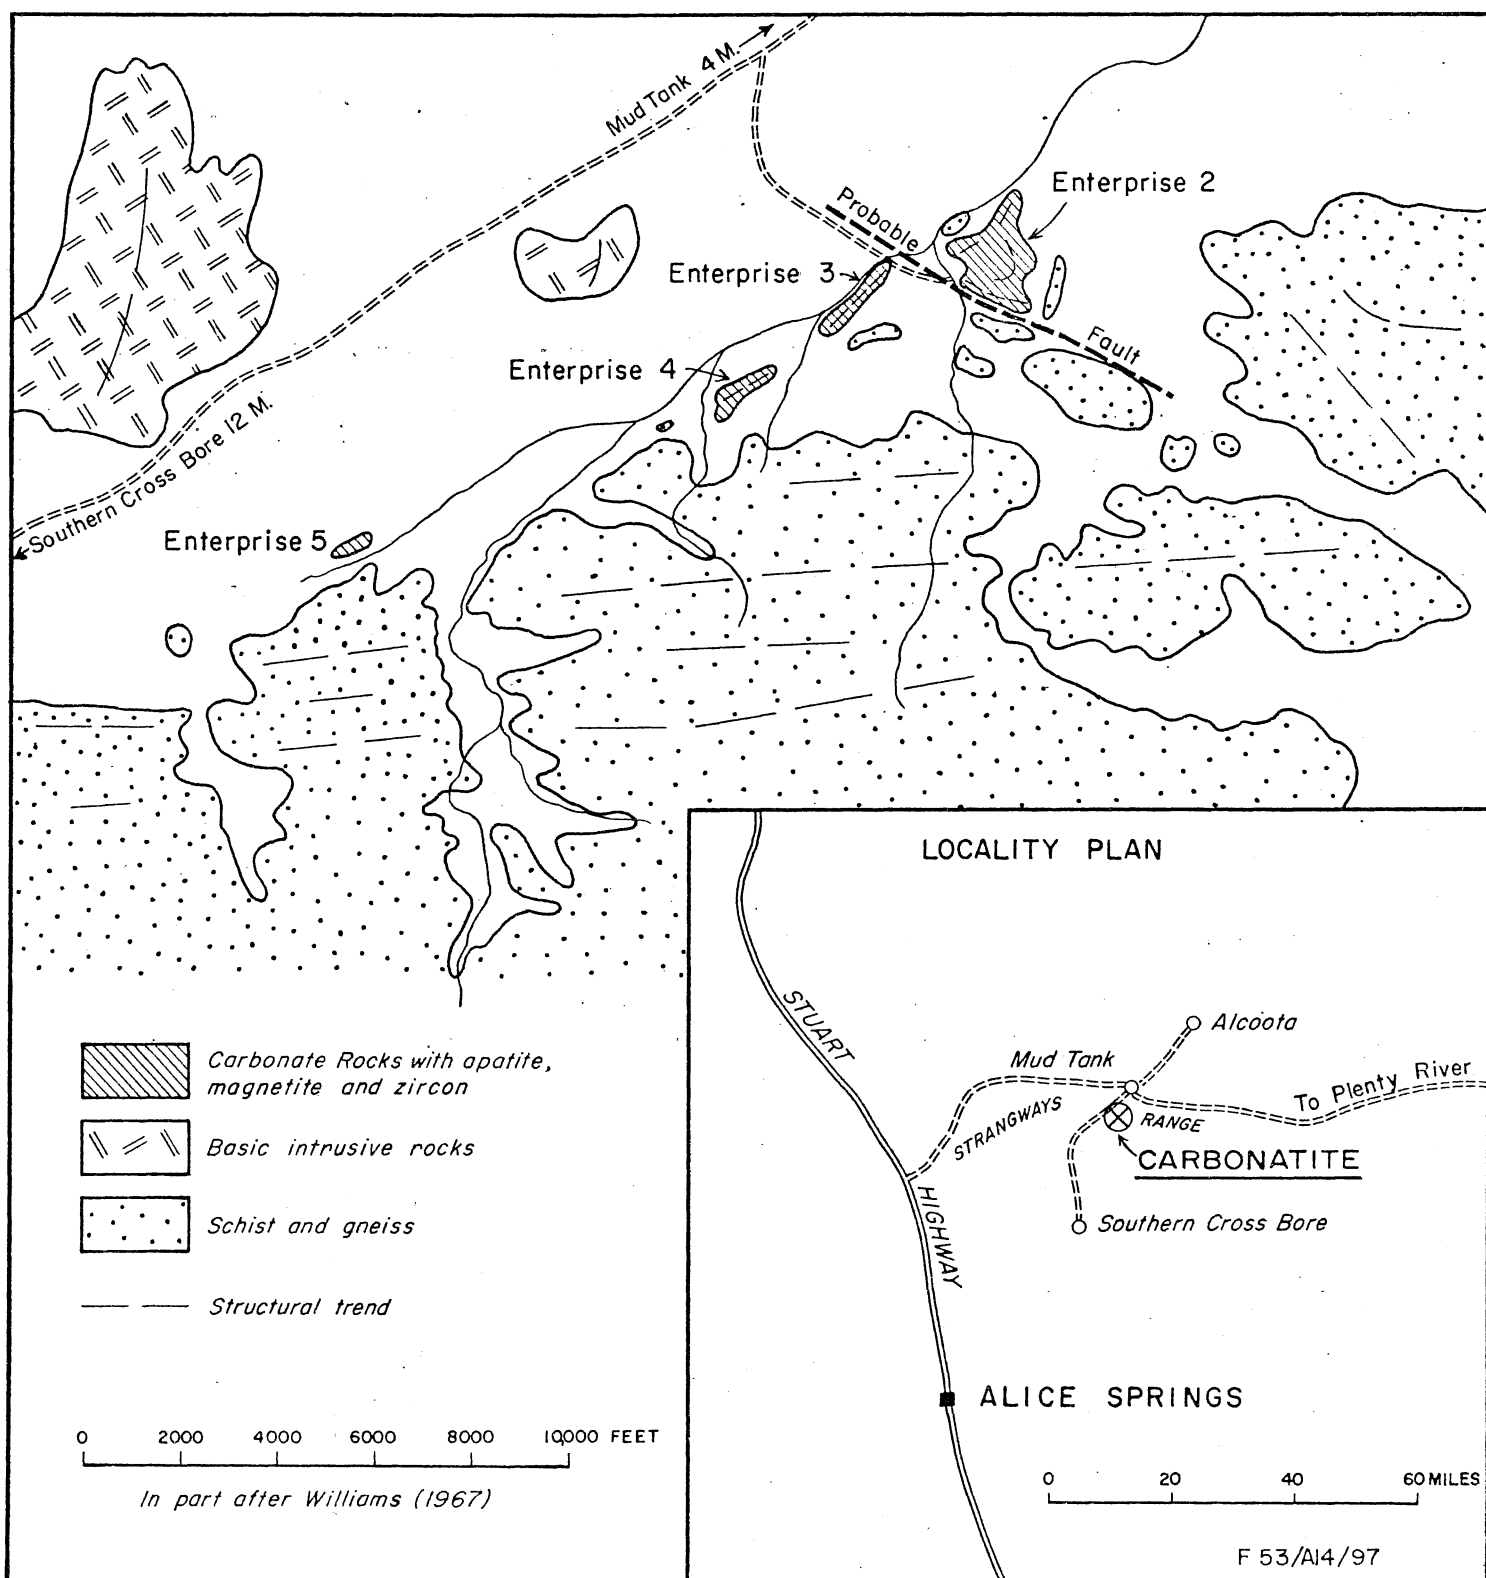 Mud Tank 4 M.
Enterprise 2
Probable
Enterprise 3
Fault
Enterprise 4
Southern Cross Bore 12 M.
Enterprise 5
Carbonate Rocks with apatite,
magnetite and zircon
Basic intrusive rocks
Schist and gneiss
Structural trend
0 2000 4000 6000 8000 10,000 FEET
In part after Williams (1967)
LOCALITY PLAN
STUART
HIGHWAY
Alcoota
Mud Tank
To Plenty River
STRANGWAYS
RANGE
CARBONATITE
Southern Cross Bore
ALICE SPRINGS
0 20 40 60 MILES
F 53/A14/97